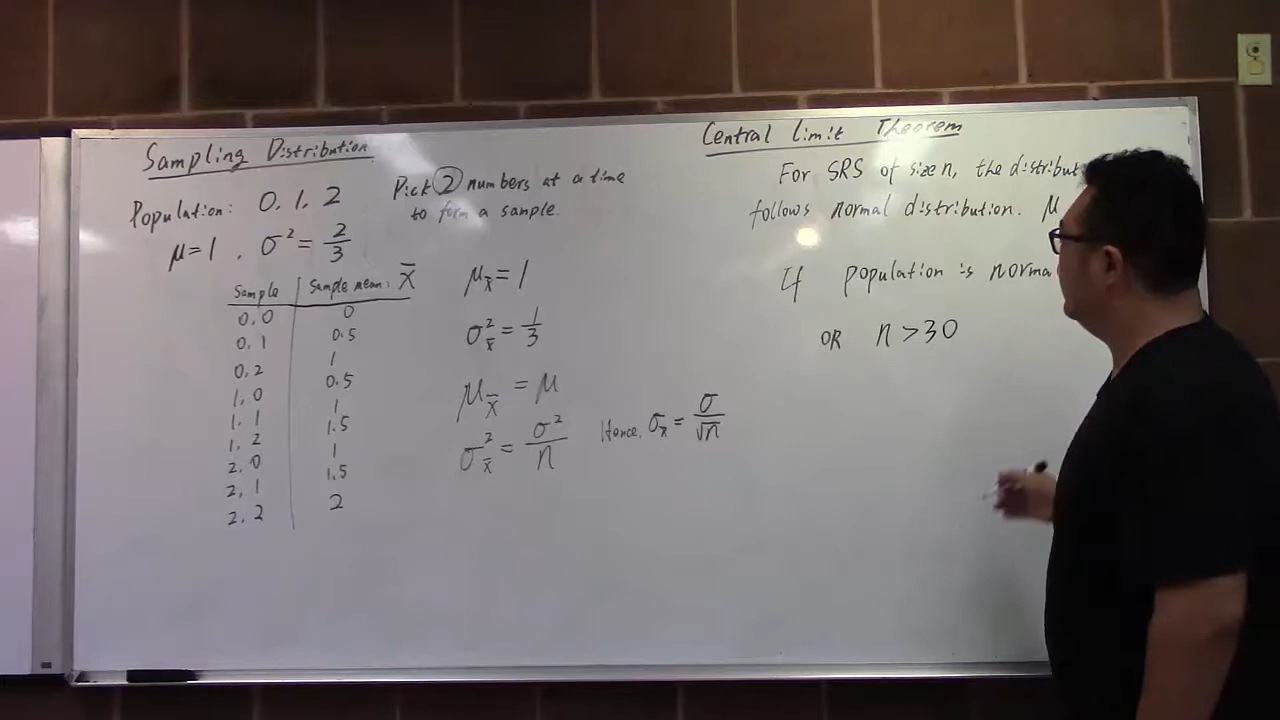 Sampling Distribution
Population: 0, 1, 2
μ=1, σ² = 2/3
Pick 2 numbers at a time
to form a sample.
Sample | Sample mean: x̄
0, 0 | 0
0, 1 | 0.5
0, 2 | 1
1, 0 | 0.5
1, 1 | 1
1, 2 | 1.5
2, 0 | 1
2, 1 | 1.5
2, 2 | 2
μx̄ = 1
σ²x̄ = 1/3
μx̄ = μ
σ²x̄ = σ²/n
Hence, σx̄ = σ/√n
Central Limit Theorem
For SRS of size n, the
follows normal distribution. μ
If population is
OR n > 30